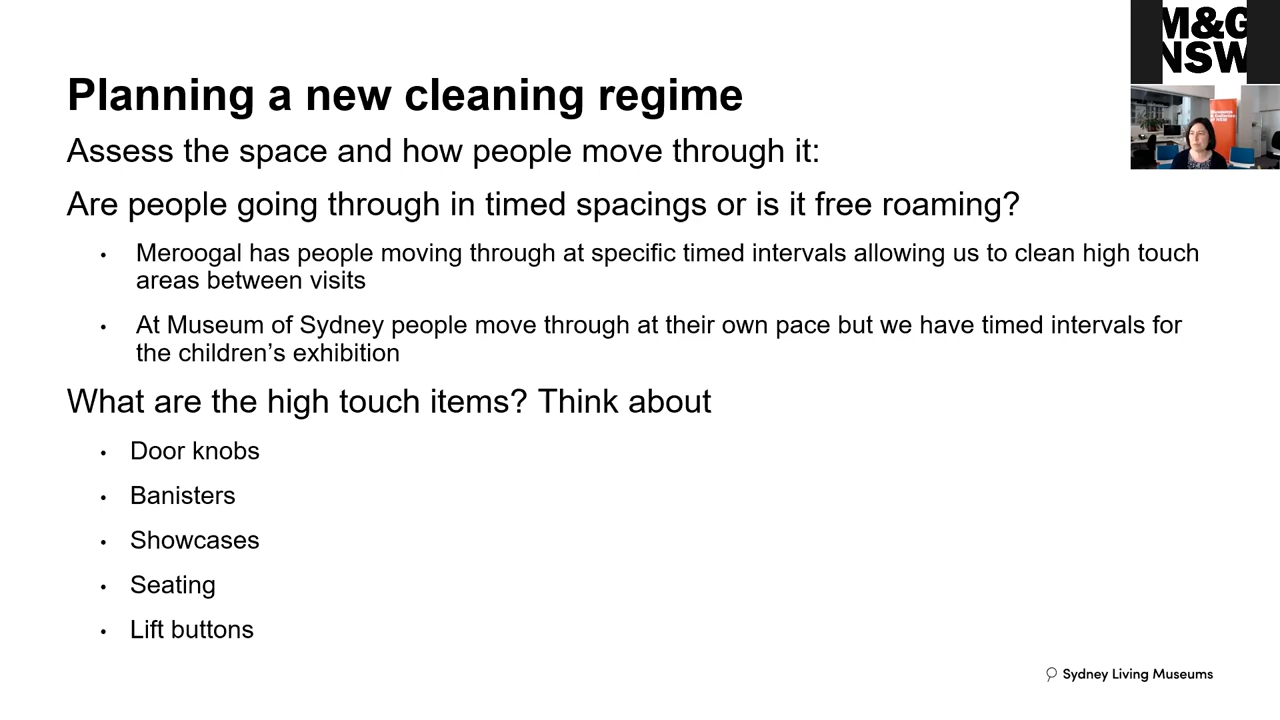 M&G
NSW
Planning a new cleaning regime
Assess the space and how people move through it:
Are people going through in timed spacings or is it free roaming?
• Meroogal has people moving through at specific timed intervals allowing us to clean high touch
areas between visits
• At Museum of Sydney people move through at their own pace but we have timed intervals for
the children’s exhibition
What are the high touch items? Think about
• Door knobs
• Banisters
• Showcases
• Seating
• Lift buttons
Sydney Living Museums